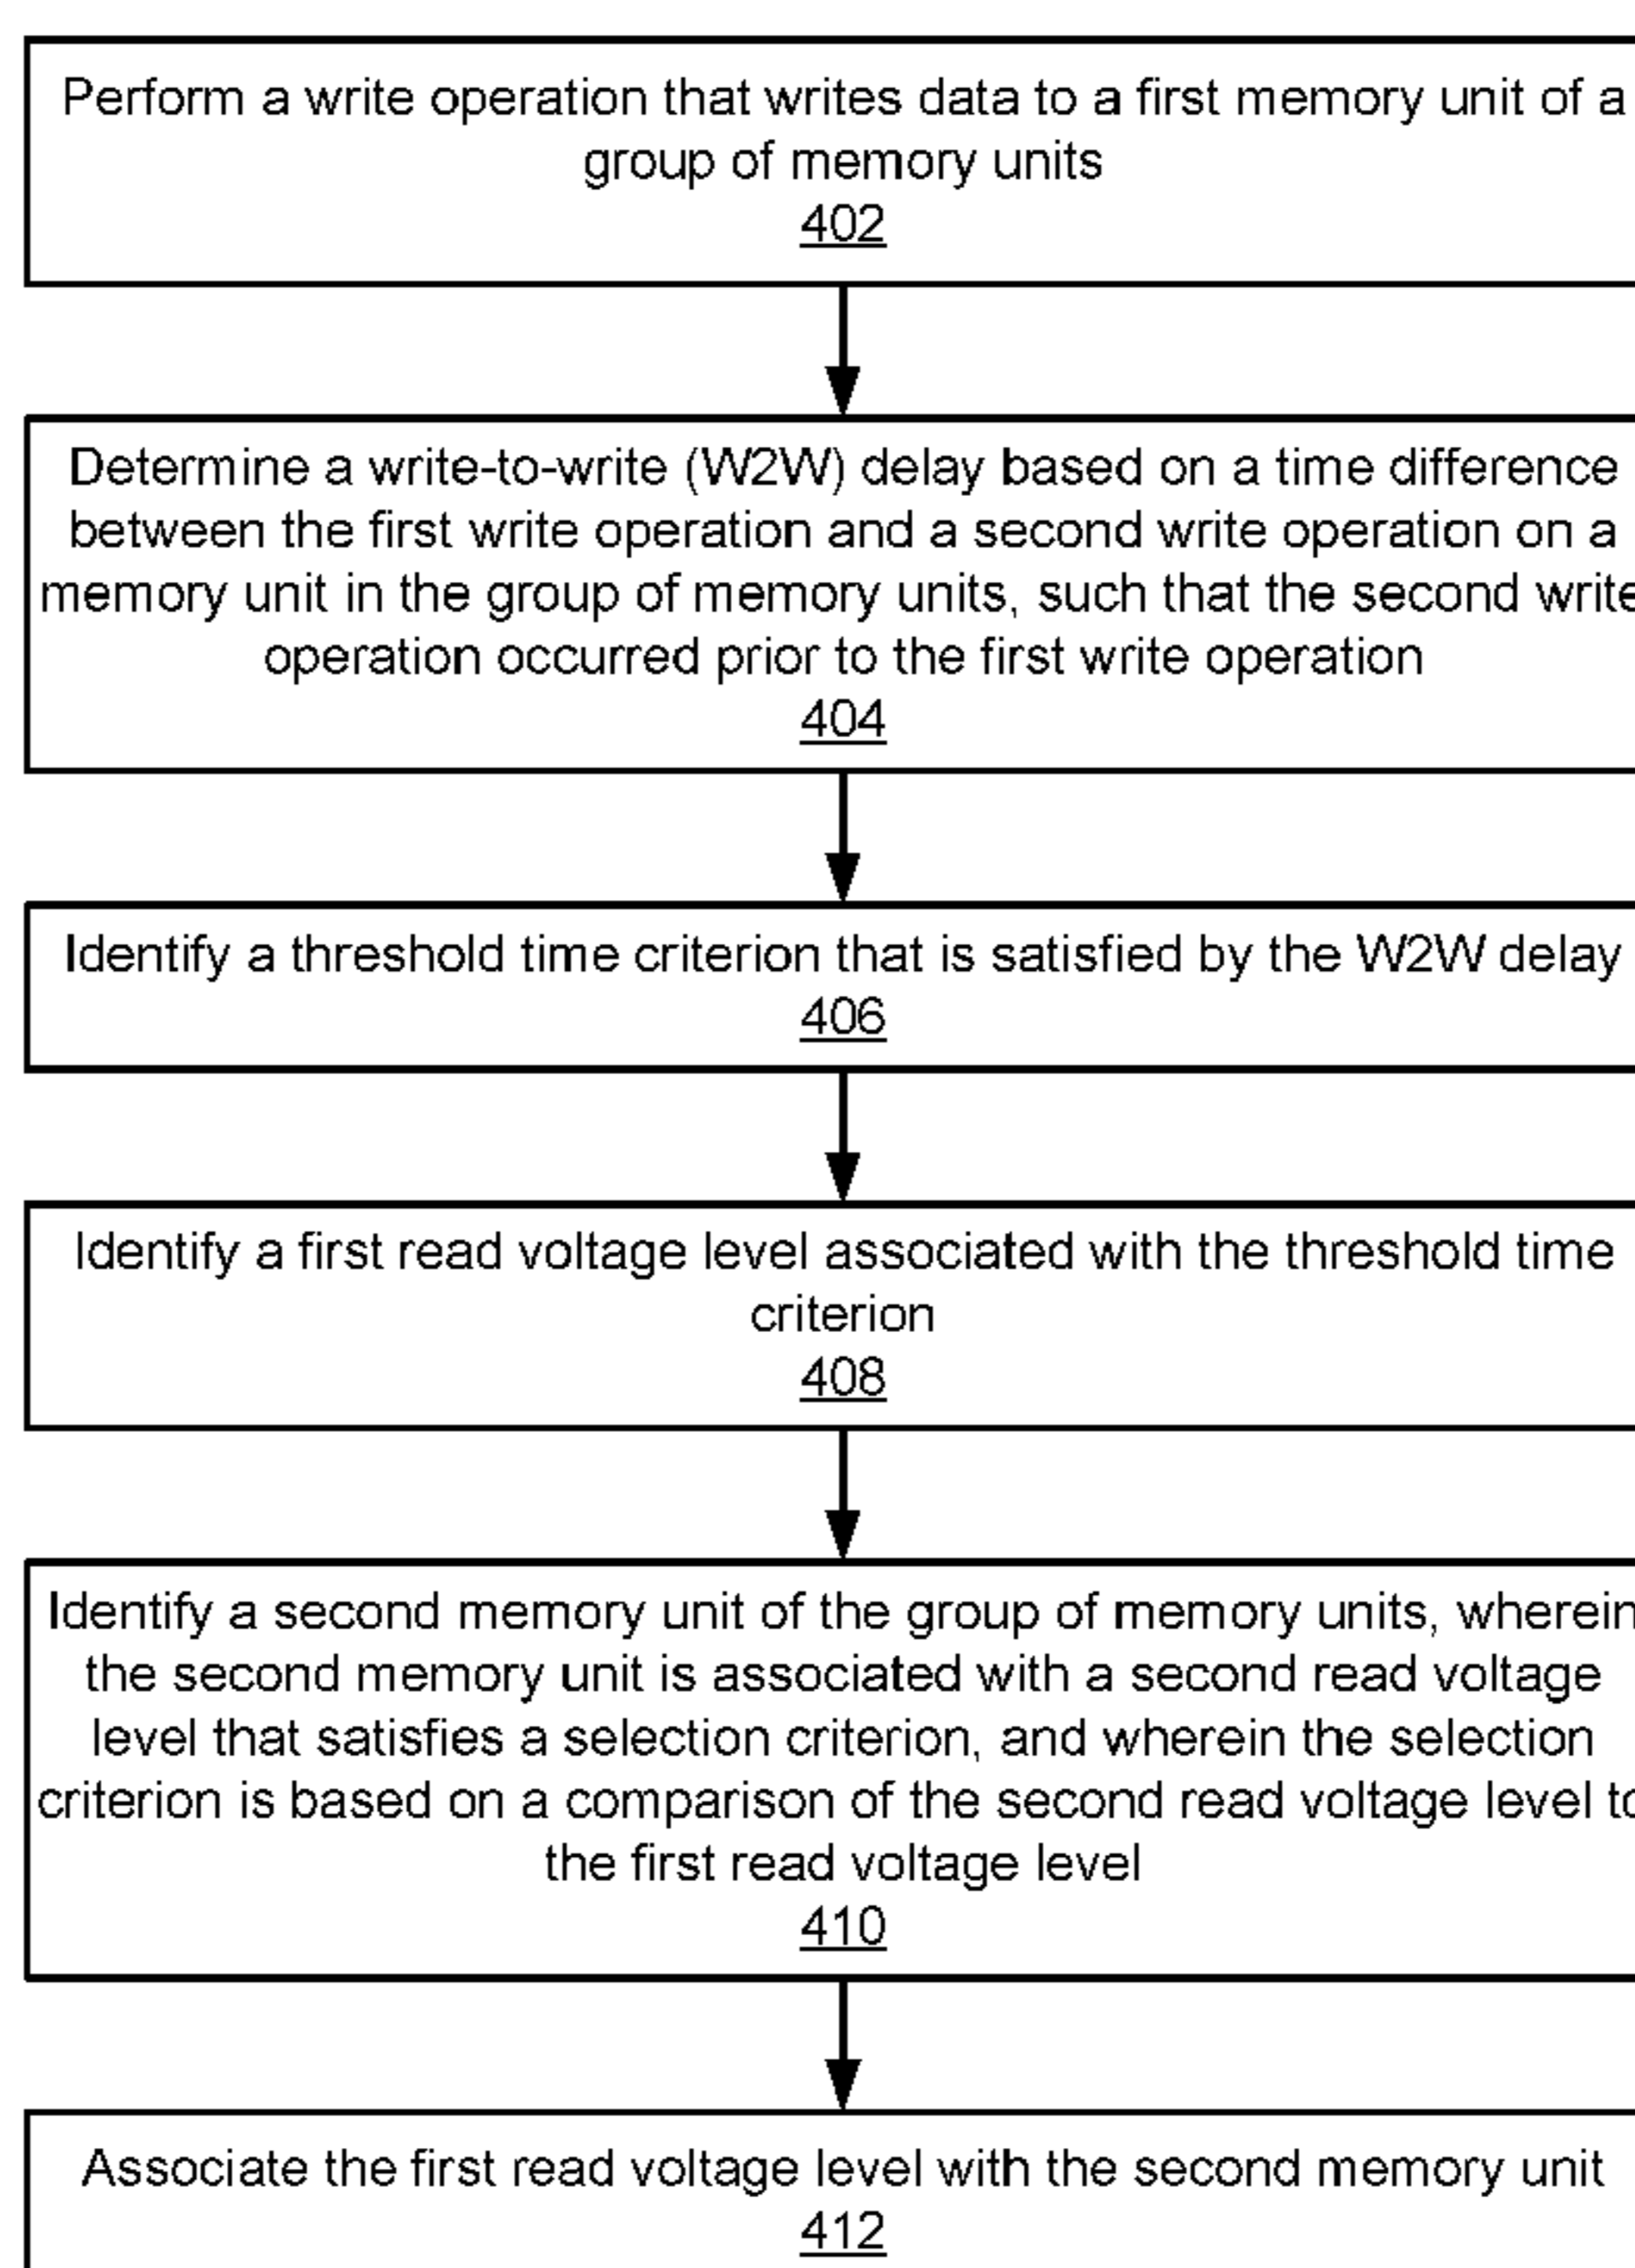 Perform a write operation that writes data to a first memory unit of a
group of memory units
402
Determine a write-to-write (W2W) delay based on a time difference
between the first write operation and a second write operation on a
memory unit in the group of memory units, such that the second write
operation occurred prior to the first write operation
404
Identify a threshold time criterion that is satisfied by the W2W delay
406
Identify a first read voltage level associated with the threshold time
criterion
408
Identify a second memory unit of the group of memory units, wherein
the second memory unit is associated with a second read voltage
level that satisfies a selection criterion, and wherein the selection
criterion is based on a comparison of the second read voltage level to
the first read voltage level
410
Associate the first read voltage level with the second memory unit
412